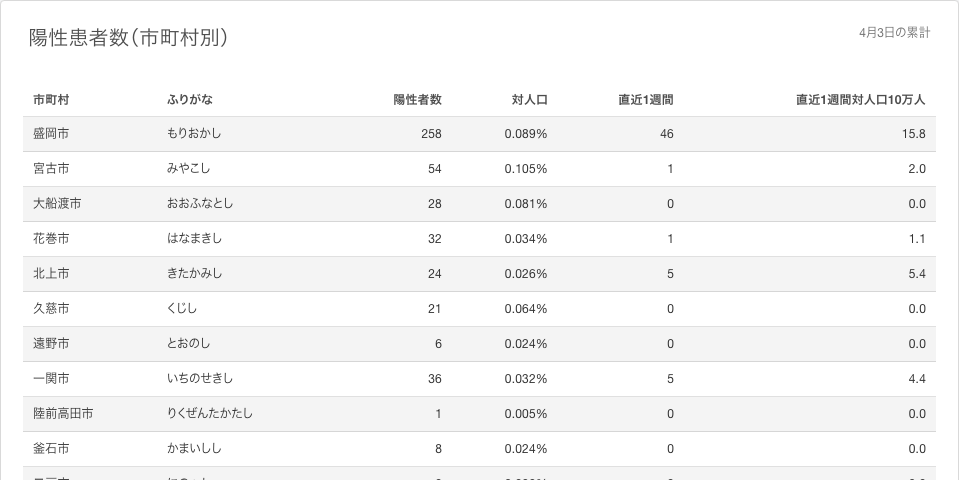 陽性患者数（市町村別）
4月3日の累計
市町村 ふりがな 陽性者数 対人口 直近1週間 直近1週間対人口10万人
盛岡市 もりおかし 258 0.089% 46 15.8
宮古市 みやこし 54 0.105% 1 2.0
大船渡市 おおふなとし 28 0.081% 0 0.0
花巻市 はなまきし 32 0.034% 1 1.1
北上市 きたかみし 24 0.026% 5 5.4
久慈市 くじし 21 0.064% 0 0.0
遠野市 とおのし 6 0.024% 0 0.0
一関市 いちのせきし 36 0.032% 5 4.4
陸前高田市 りくぜんたかたし 1 0.005% 0 0.0
釜石市 かまいしし 8 0.024% 0 0.0